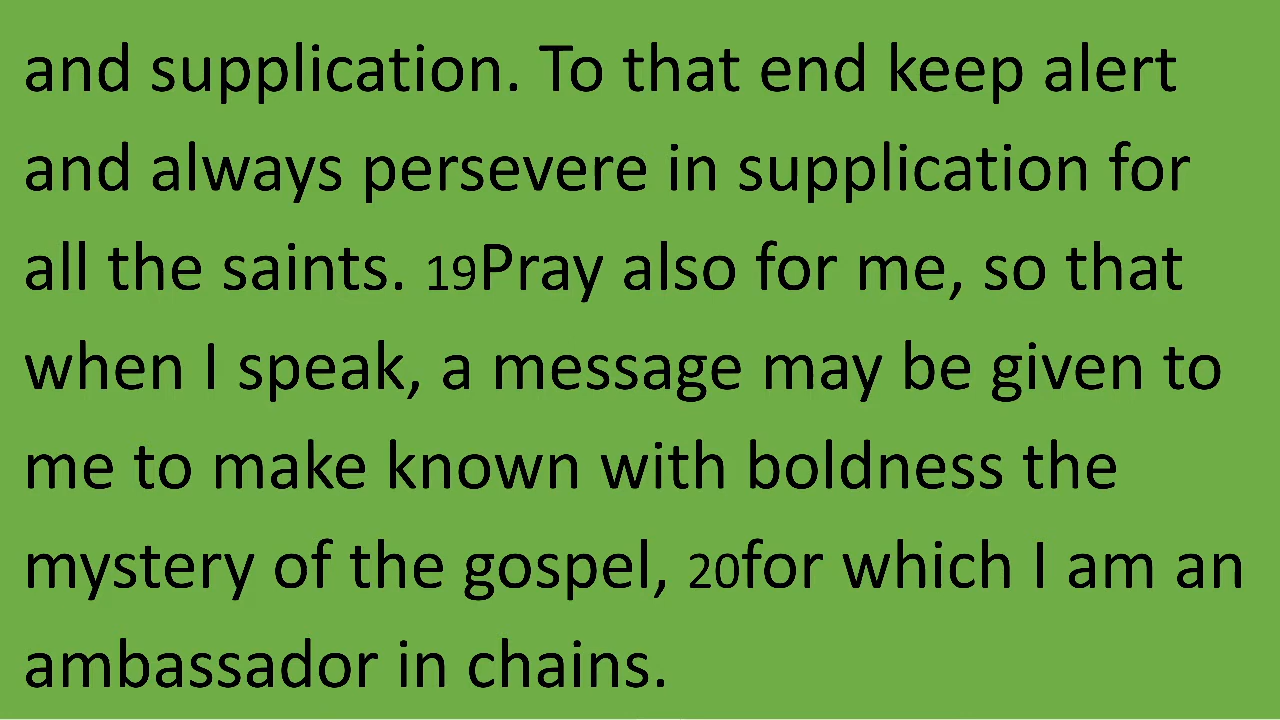 and supplication. To that end keep alert
and always persevere in supplication for
all the saints. 19Pray also for me, so that
when I speak, a message may be given to
me to make known with boldness the
mystery of the gospel, 20for which I am an
ambassador in chains.